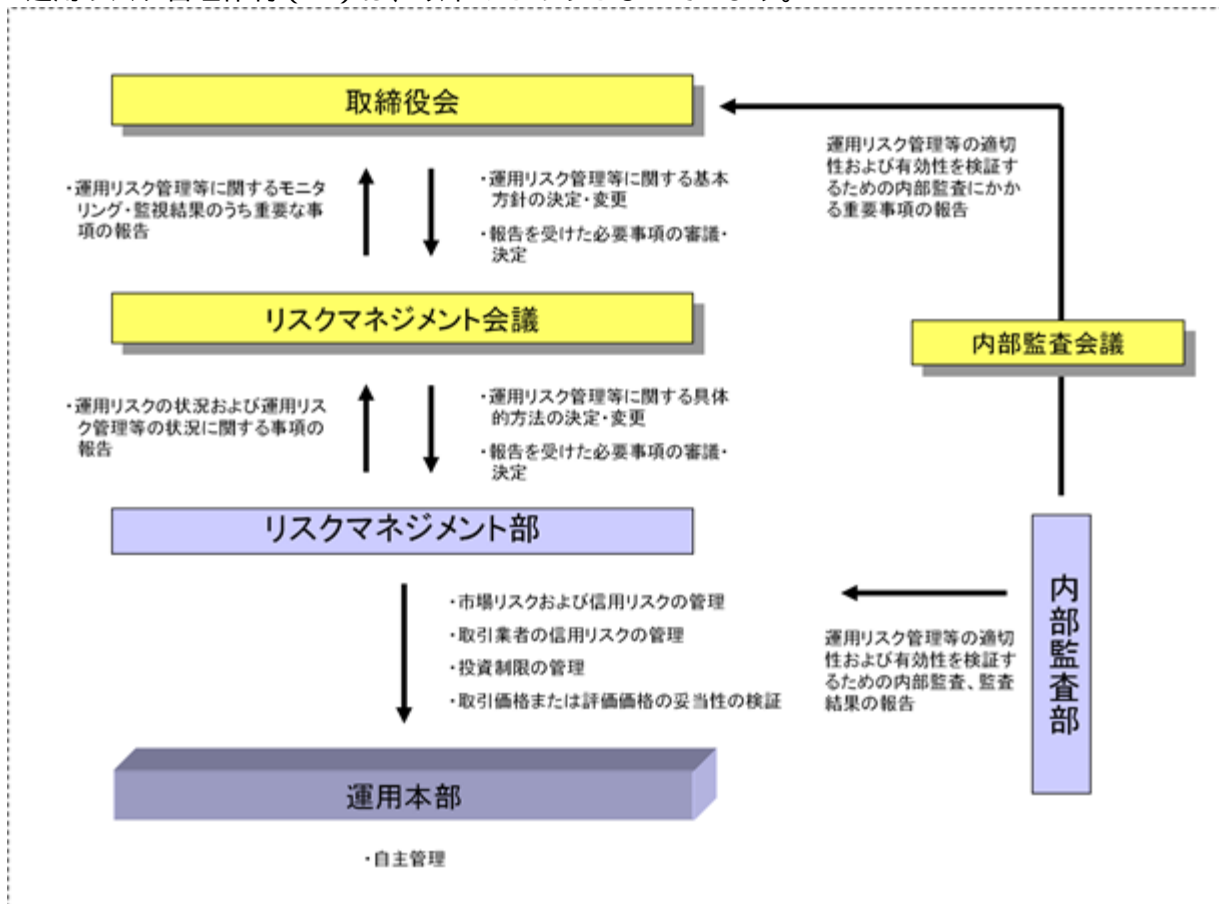 取締役会
・運用リスク管理等に関するモニタ
リング・監視結果のうち重要な事
項の報告
・運用リスク管理等に関する基本
方針の決定・変更
・報告を受けた必要事項の審議・
決定
運用リスク管理等の適切
性および有効性を検証す
るための内部監査にかか
る重要事項の報告
リスクマネジメント会議
内部監査会議
・運用リスクの状況および運用リス
ク管理等の状況に関する事項の
報告
・運用リスク管理等に関する具体
的方法の決定・変更
・報告を受けた必要事項の審議・
決定
リスクマネジメント部
・市場リスクおよび信用リスクの管理
・取引業者の信用リスクの管理
・投資制限の管理
・取引価格または評価価格の妥当性の検証
運用リスク管理等の適切
性および有効性を検証す
るための内部監査、監査
結果の報告
内部監査部
運用本部
・自主管理